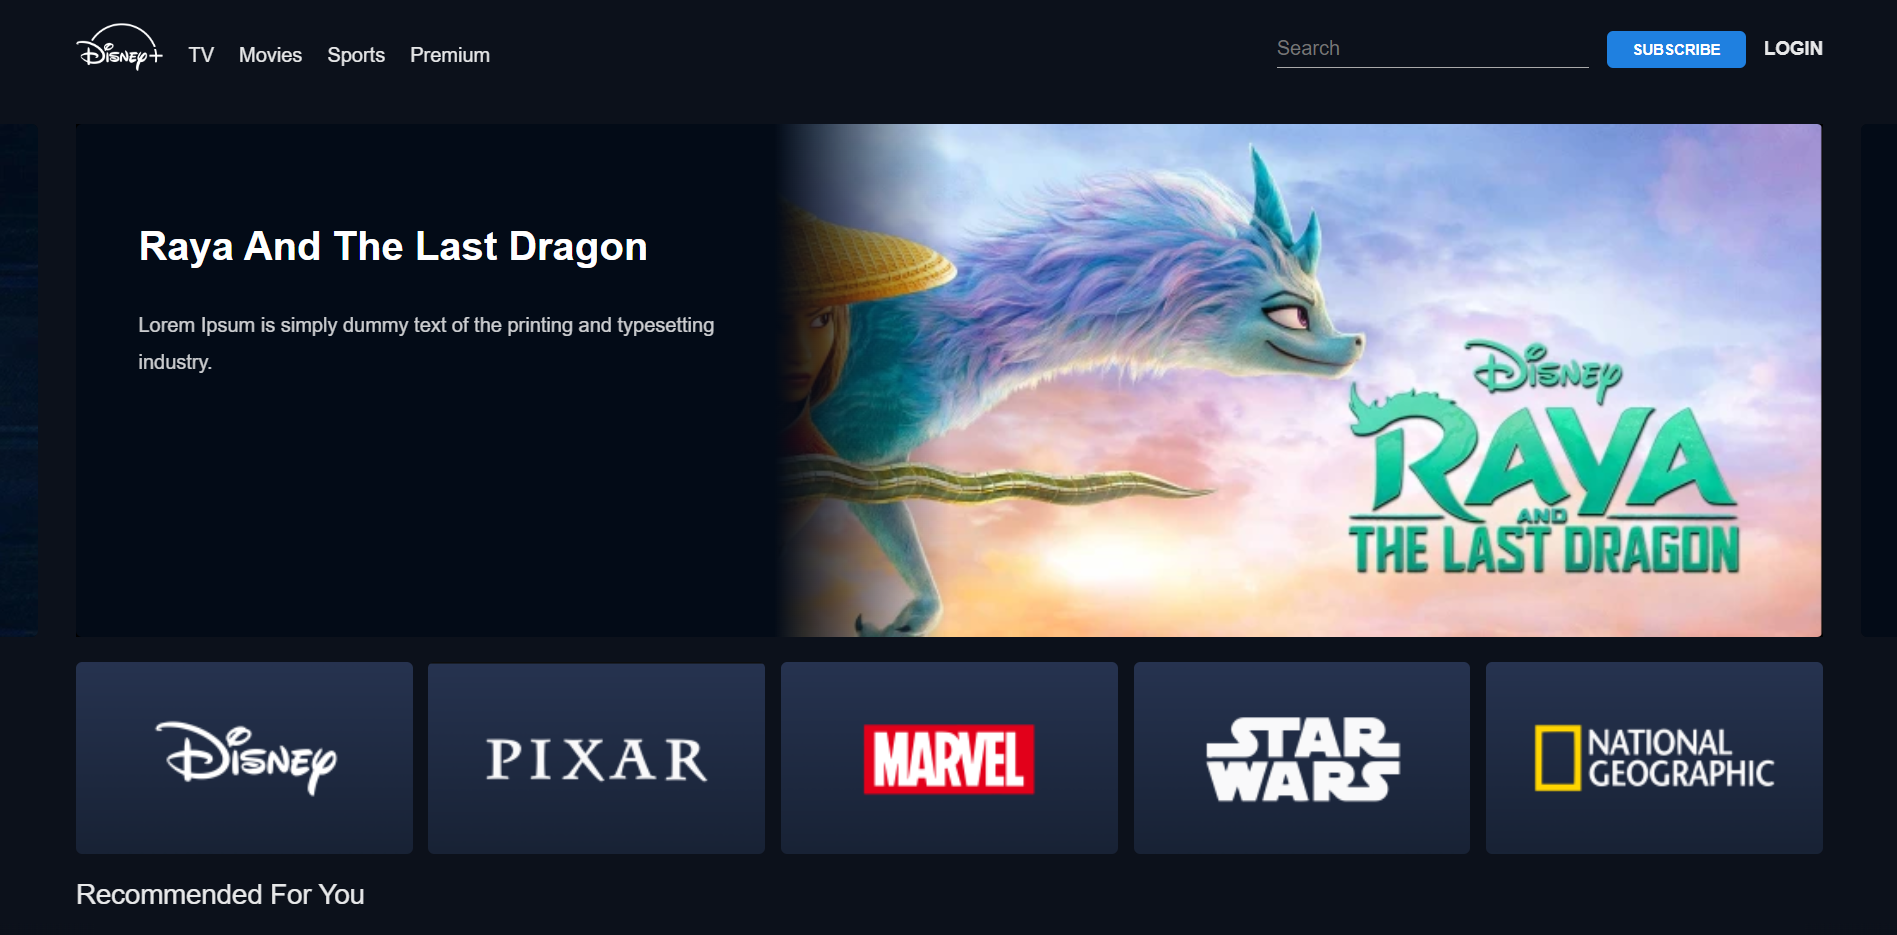 Disney+
TV Movies Sports Premium
Search
SUBSCRIBE
LOGIN
Raya And The Last Dragon
Lorem Ipsum is simply dummy text of the printing and typesetting
industry.
Disney
RAYA
AND
THE LAST DRAGON
Disney
PIXAR
MARVEL
STAR
WARS
NATIONAL
GEOGRAPHIC
Recommended For You